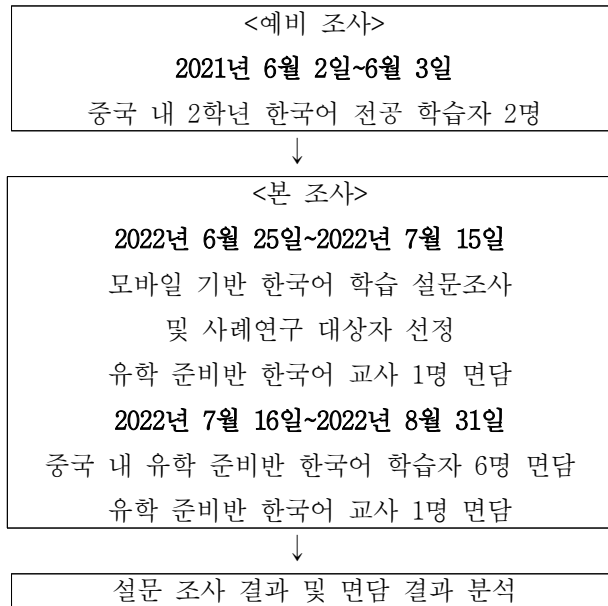 <예비 조사>
2021년 6월 2일~6월 3일
중국 내 2학년 한국어 전공 학습자 2명
↓
<본 조사>
2022년 6월 25일~2022년 7월 15일
모바일 기반 한국어 학습 설문조사
및 사례연구 대상자 선정
유학 준비반 한국어 교사 1명 면담
2022년 7월 16일~2022년 8월 31일
중국 내 유학 준비반 한국어 학습자 6명 면담
유학 준비반 한국어 교사 1명 면담
↓
설문 조사 결과 및 면담 결과 분석